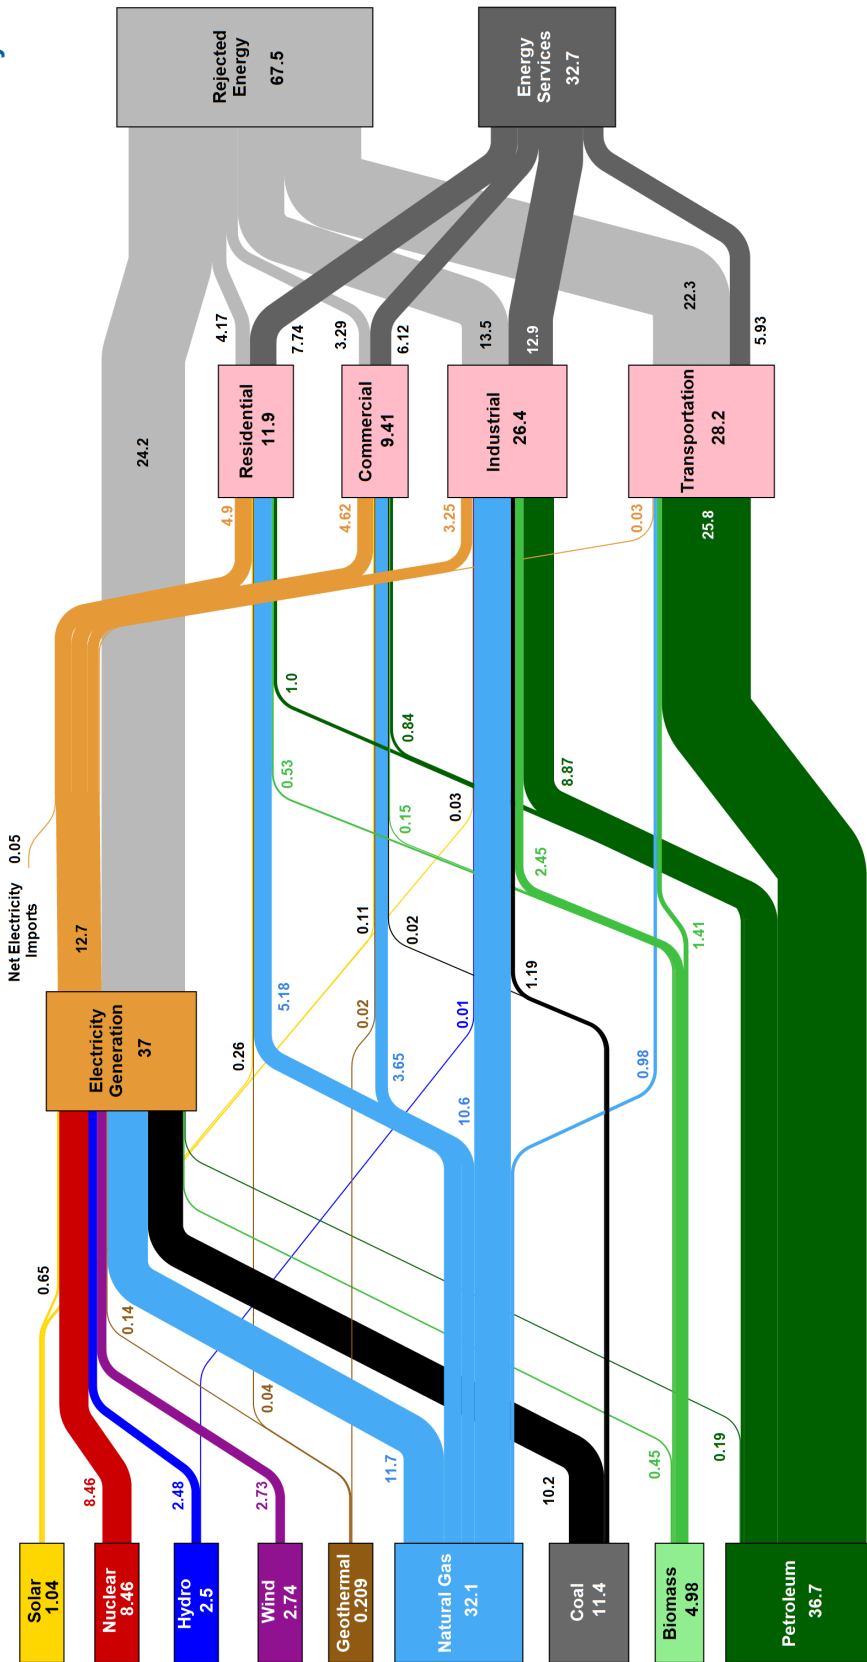 Net Electricity
Imports
0.05
Solar
1.04
Nuclear
8.46
Hydro
2.5
Wind
2.74
Geothermal
0.209
Natural Gas
32.1
Coal
11.4
Biomass
4.98
Petroleum
36.7
0.65
8.46
2.48
2.73
0.14
0.04
11.7
10.2
0.45
0.19
Electricity
Generation
37
12.7
24.2
0.26
0.02
0.11
0.03
0.01
5.18
3.65
10.6
0.98
0.02
1.19
0.53
0.15
2.45
1.41
1.0
0.84
8.87
25.8
4.9
4.62
3.25
0.03
Residential
11.9
Commercial
9.41
Industrial
26.4
Transportation
28.2
4.17
7.74
3.29
6.12
13.5
12.9
22.3
5.93
Rejected
Energy
67.5
Energy
Services
32.7